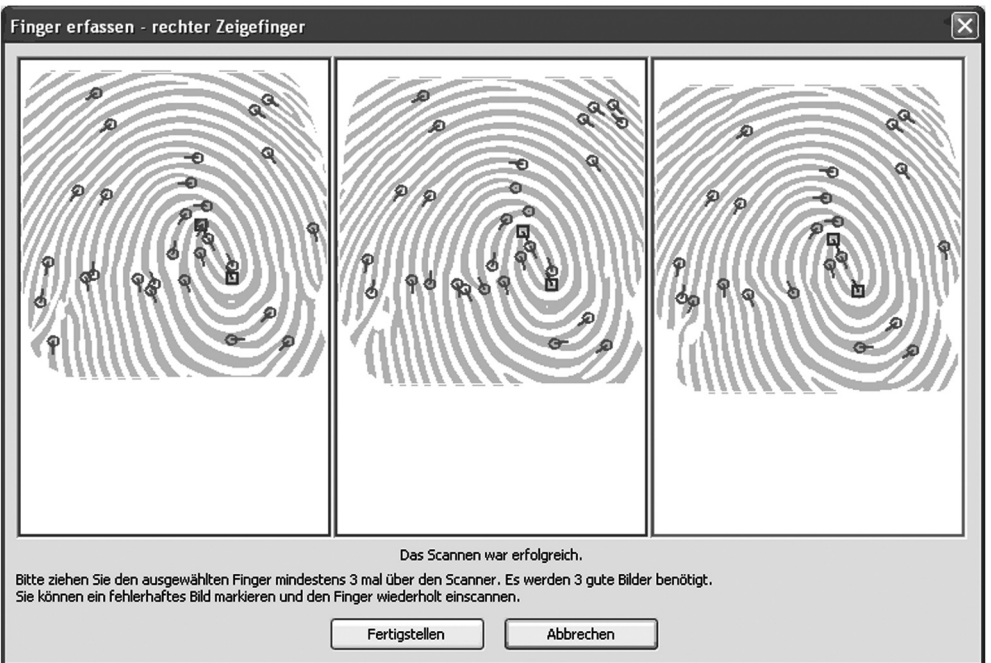 Finger erfassen - rechter Zeigefinger
Das Scannen war erfolgreich.
Bitte ziehen Sie den ausgewählten Finger mindestens 3 mal über den Scanner. Es werden 3 gute Bilder benötigt.
Sie können ein fehlerhaftes Bild markieren und den Finger wiederholt einscannen.
Fertigstellen Abbrechen